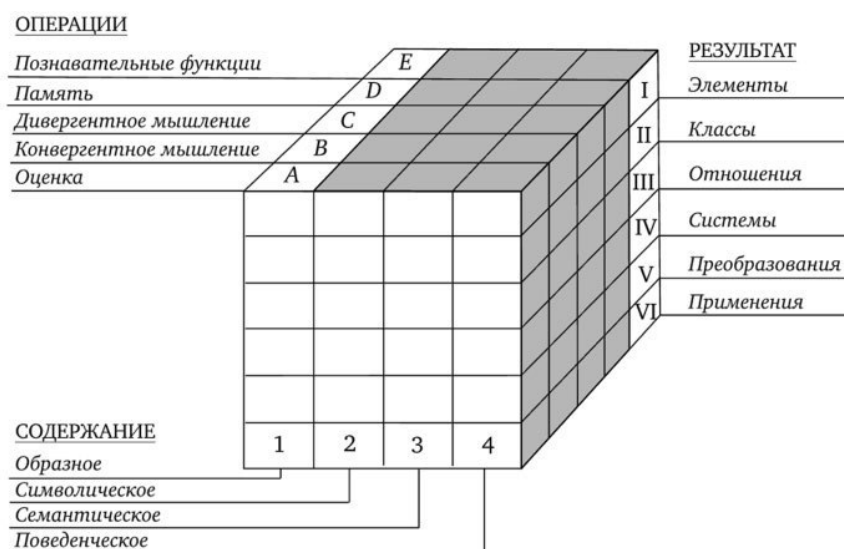 ОПЕРАЦИИ
Познавательные функции
Память
Дивергентное мышление
Конвергентное мышление
Оценка
E
D
C
B
A
РЕЗУЛЬТАТ
I Элементы
II Классы
III Отношения
IV Системы
V Преобразования
VI Применения
1 2 3 4
СОДЕРЖАНИЕ
Образное
Символическое
Семантическое
Поведенческое